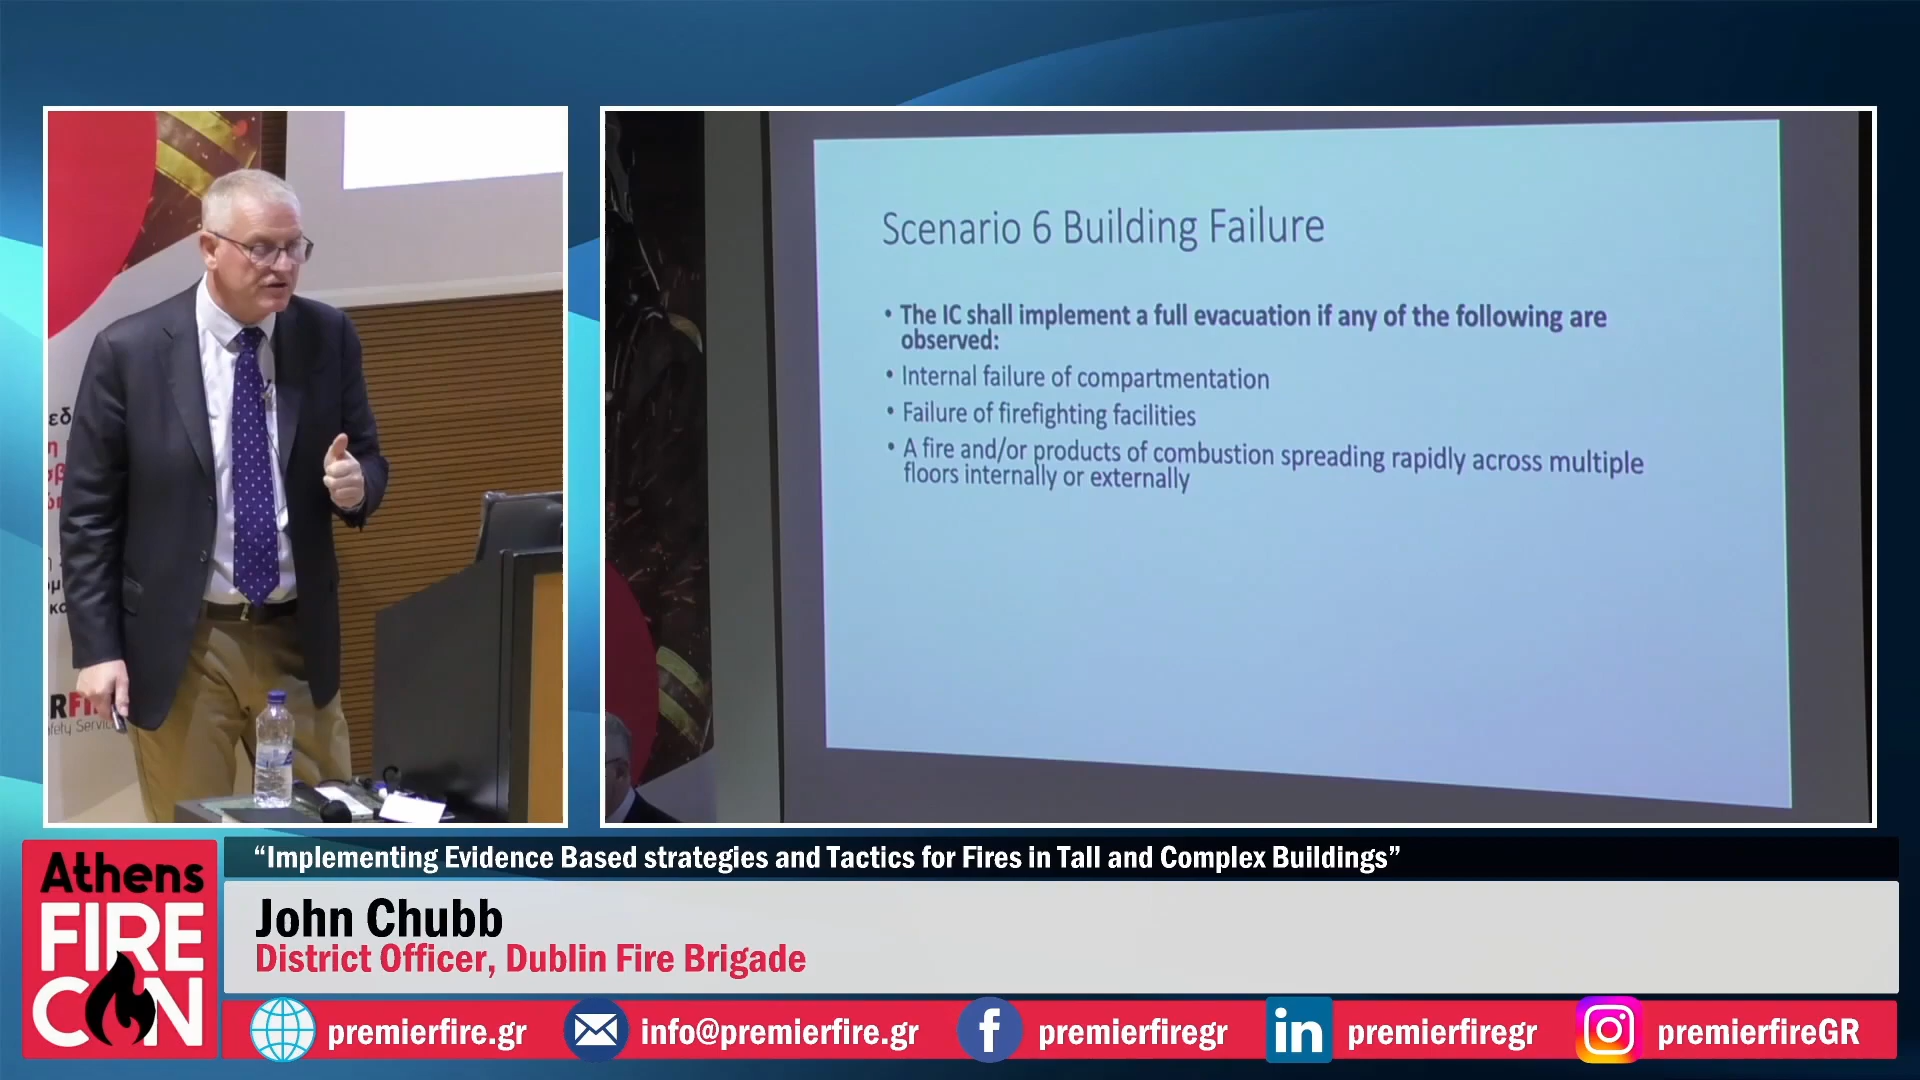 Scenario 6 Building Failure
• The IC shall implement a full evacuation if any of the following are
observed:
• Internal failure of compartmentation
• Failure of firefighting facilities
• A fire and/or products of combustion spreading rapidly across multiple
floors internally or externally
“Implementing Evidence Based strategies and Tactics for Fires in Tall and Complex Buildings”
John Chubb
District Officer, Dublin Fire Brigade
Athens
FIRE
CON
premierfire.gr
info@premierfire.gr
premierfiregr
premierfiregr
premierfireGR